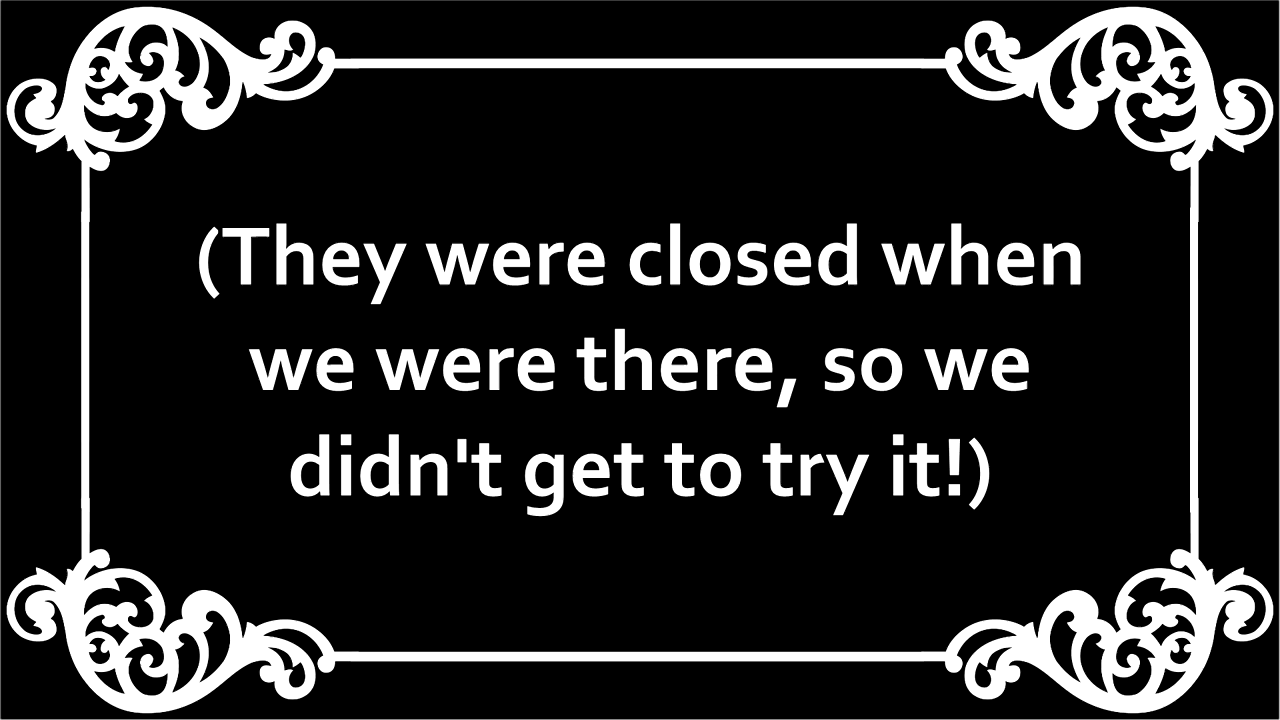 (They were closed when
we were there, so we
didn't get to try it!)